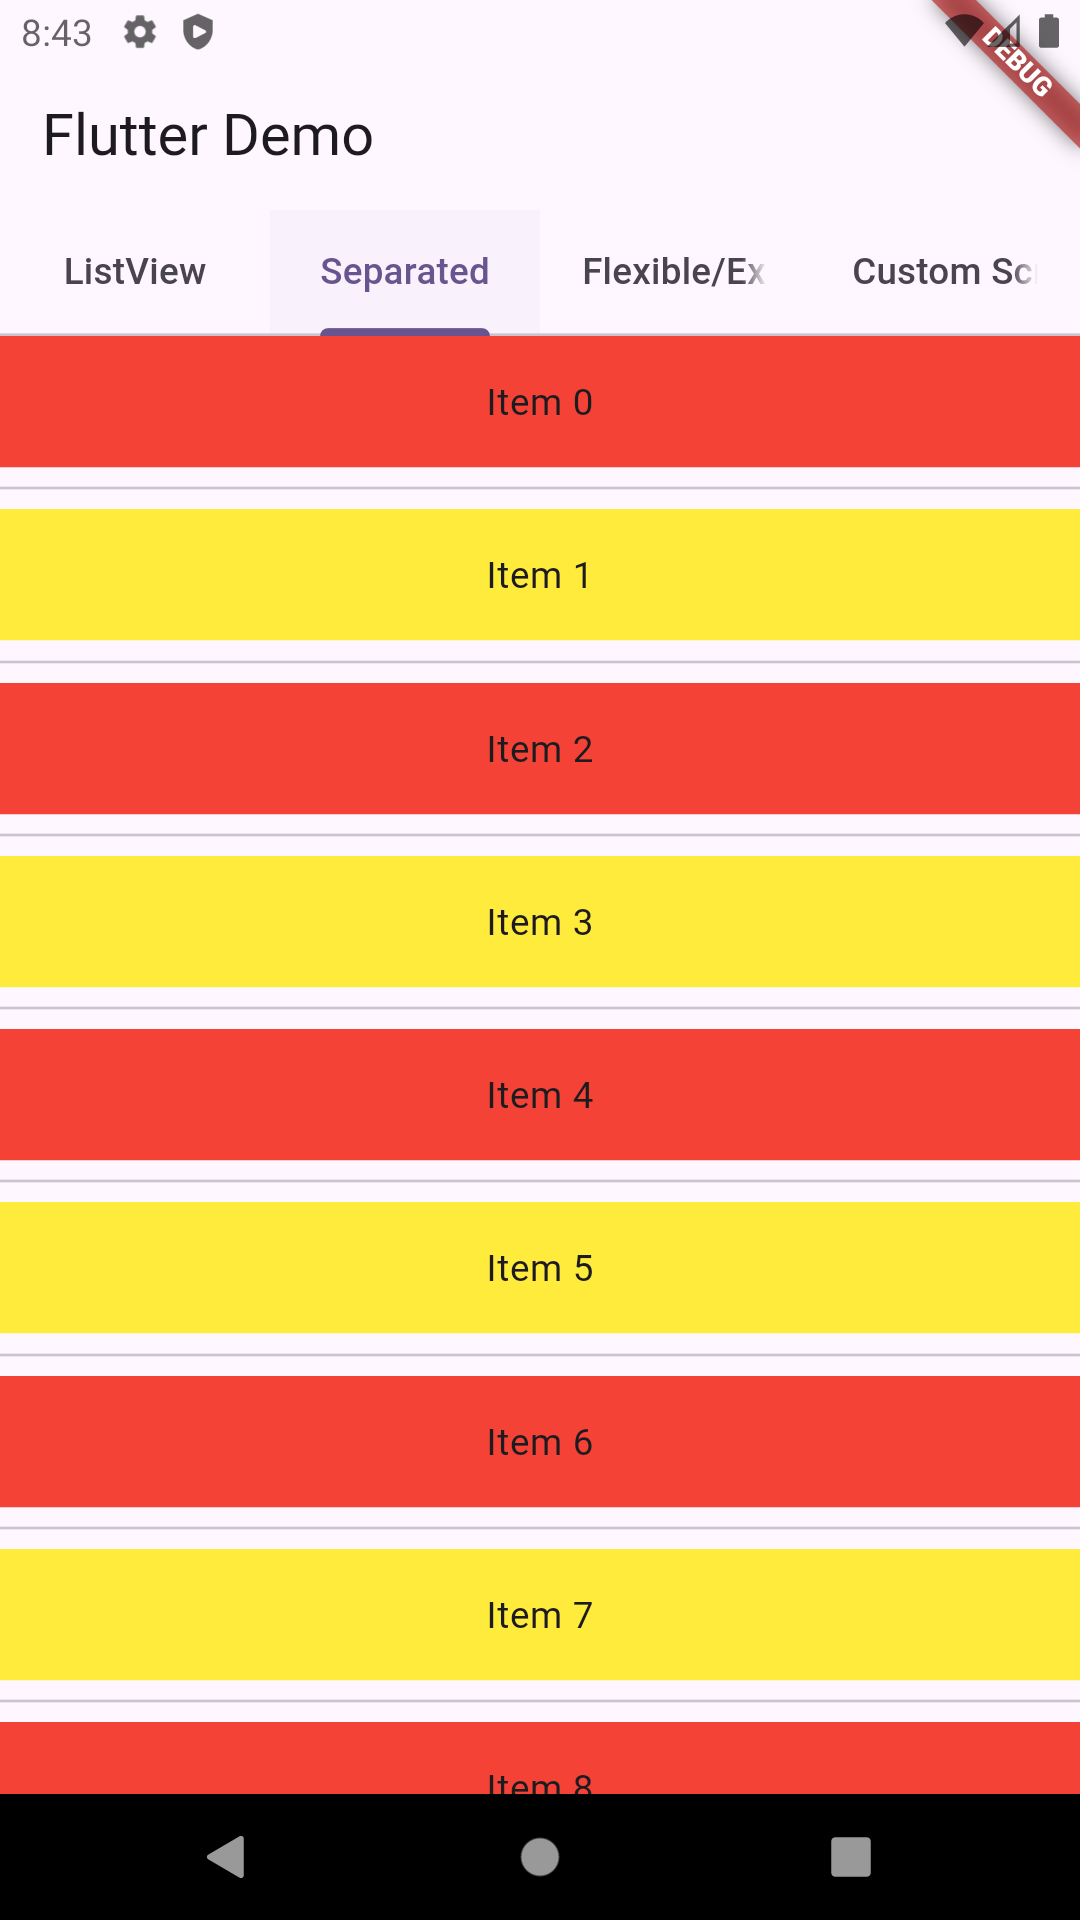 8:43
DEBUG
Flutter Demo
ListView Separated Flexible/Ex Custom Sc
Item 0
Item 1
Item 2
Item 3
Item 4
Item 5
Item 6
Item 7
Item 8